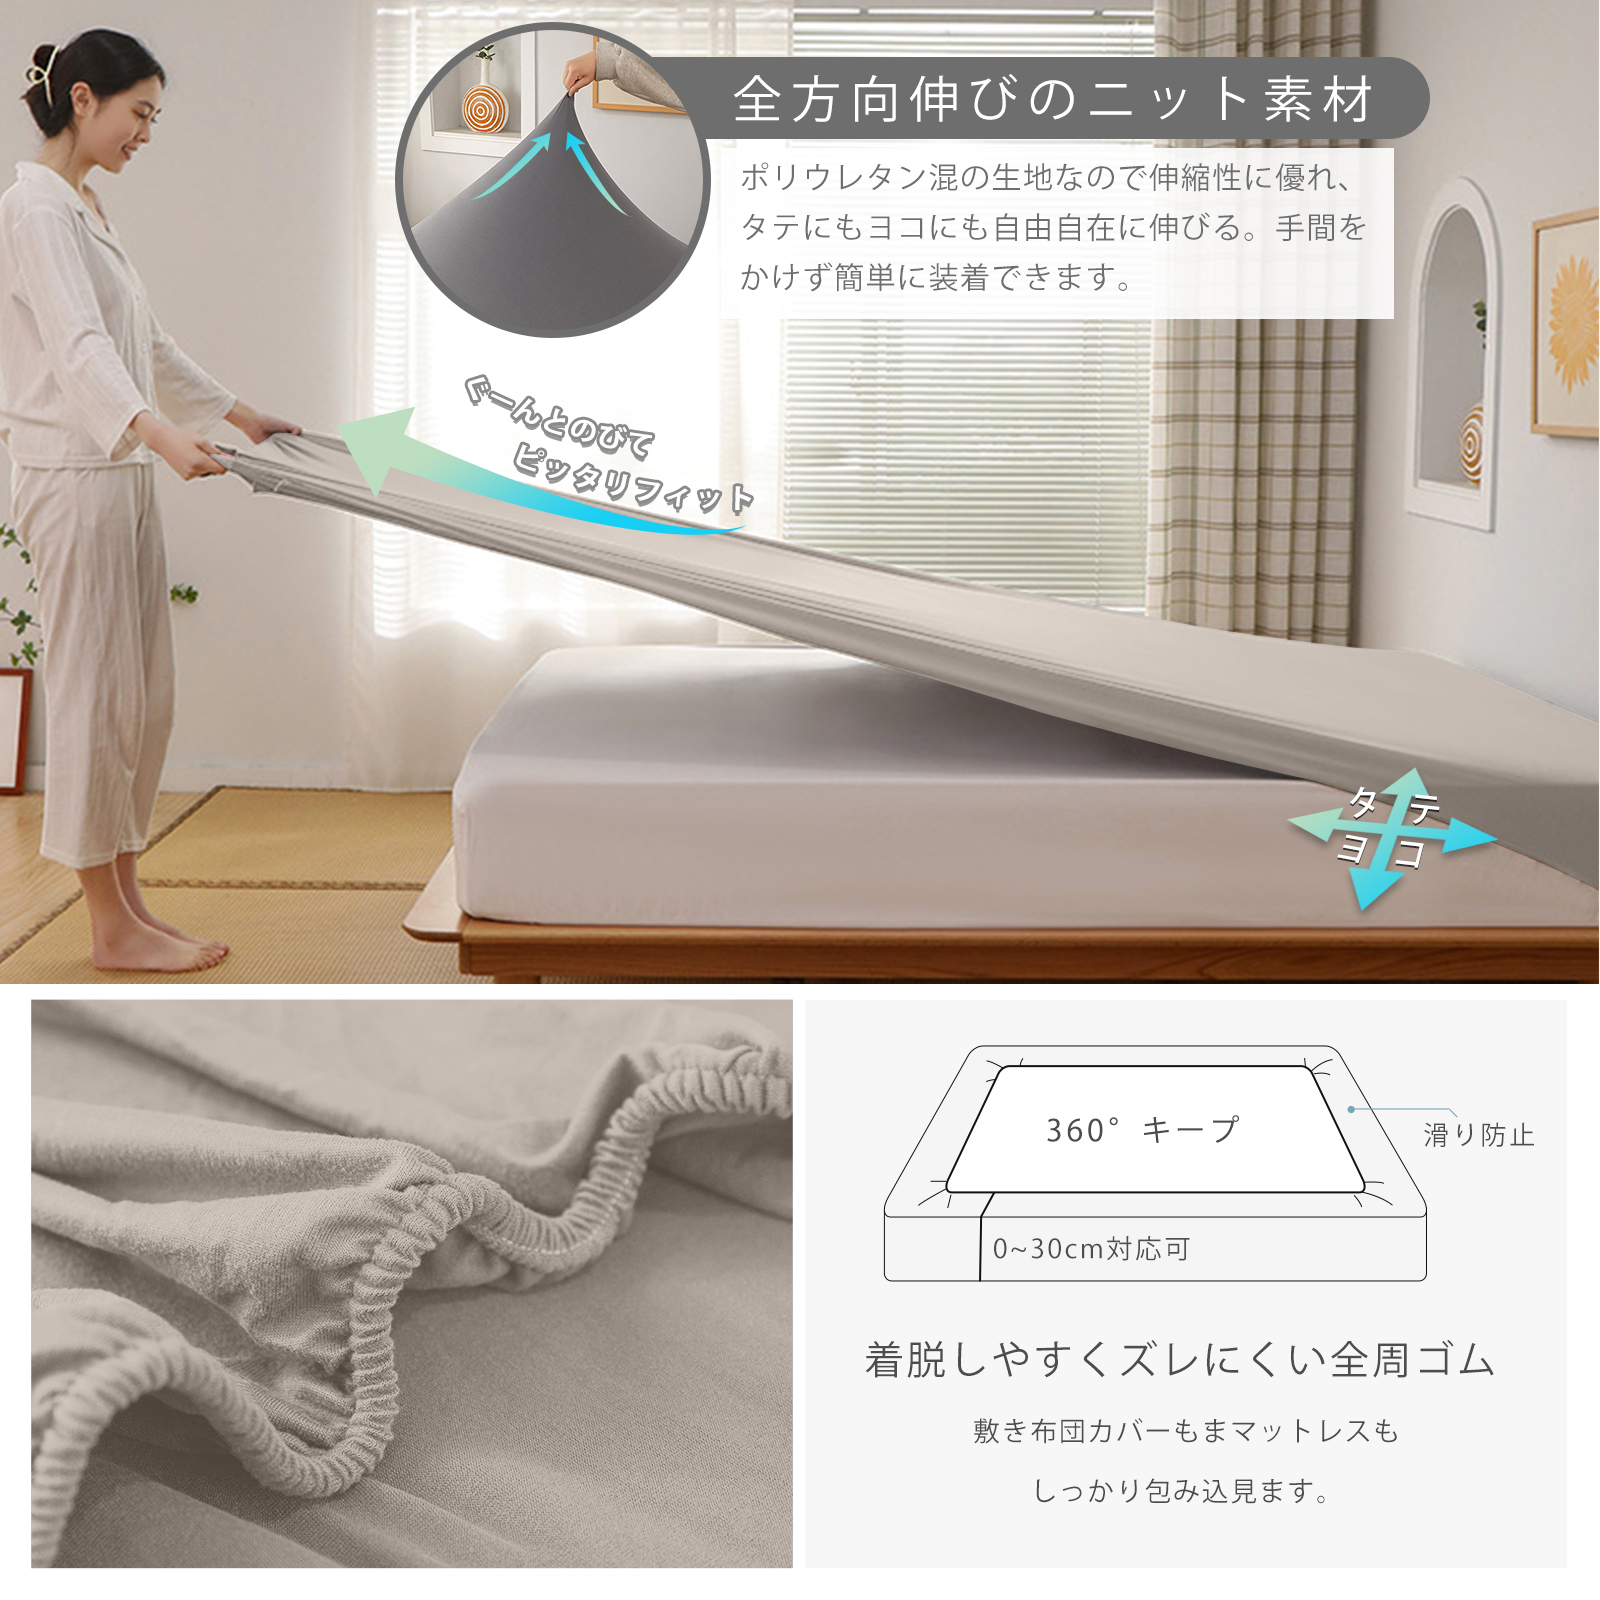 全方向伸びのニット素材
ポリウレタン混の生地なので伸縮性に優れ、
タテにもヨコにも自由自在に伸びる。手間を
かけず簡単に装着できます。
ぐーんとのびて
ピッタリフィット
タテ
ヨコ
360°キープ
滑り防止
0~30cm対応可
着脱しやすくズレにくい全周ゴム
敷き布団カバーもまマットレスも
しっかり包み込見ます。